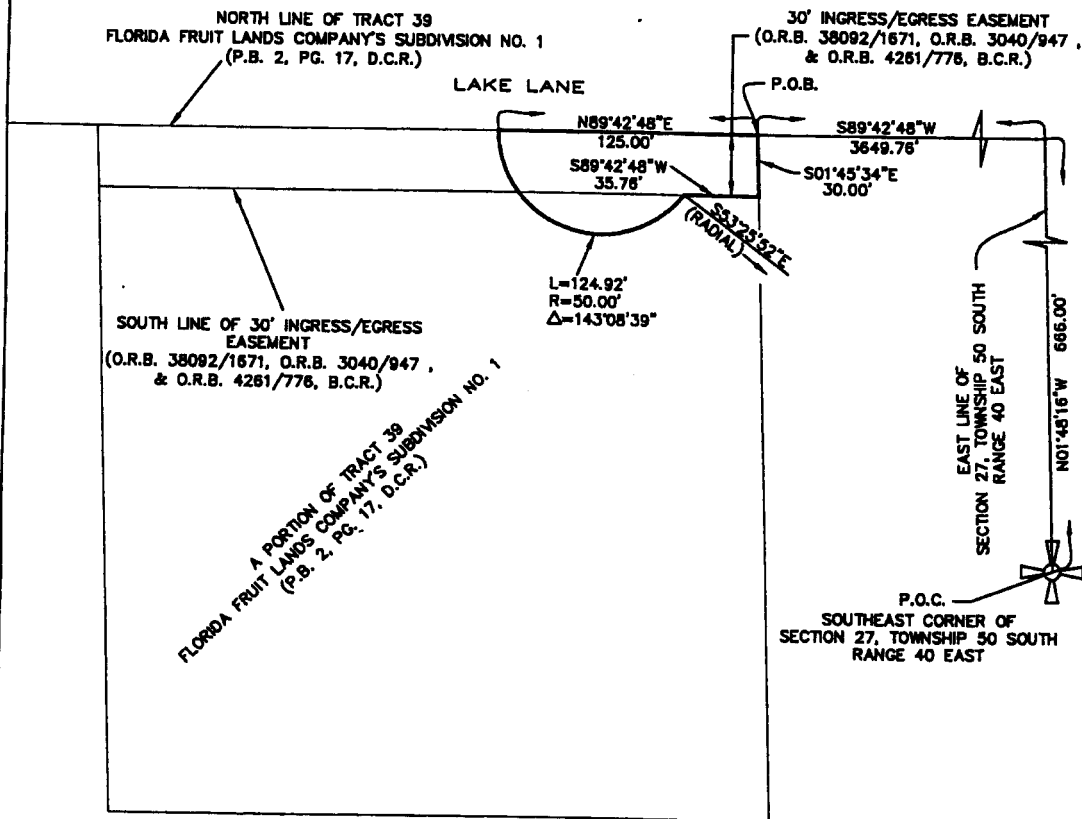 NORTH LINE OF TRACT 39
FLORIDA FRUIT LANDS COMPANY'S SUBDIVISION NO. 1
(P.B. 2, PG. 17, D.C.R.)
30' INGRESS/EGRESS EASEMENT
(O.R.B. 38092/1671, O.R.B. 3040/947 ,
& O.R.B. 4261/776, B.C.R.)
LAKE LANE
P.O.B.
N89°42'48"E
125.00'
S89°42'48"W
3649.76'
S89°42'48"W
35.76'
S01°45'34"E
30.00'
S53°25'52"E
(RADIAL)
L=124.92'
R=50.00'
Δ=143°08'39"
SOUTH LINE OF 30' INGRESS/EGRESS
EASEMENT
(O.R.B. 38092/1671, O.R.B. 3040/947 ,
& O.R.B. 4261/776, B.C.R.)
A PORTION OF TRACT 39
FLORIDA FRUIT LANDS COMPANY'S SUBDIVISION NO. 1
(P.B. 2, PG. 17, D.C.R.)
EAST LINE OF
SECTION 27, TOWNSHIP 50 SOUTH
RANGE 40 EAST
N01°48'16"W 666.00'
P.O.C.
SOUTHEAST CORNER OF
SECTION 27, TOWNSHIP 50 SOUTH
RANGE 40 EAST